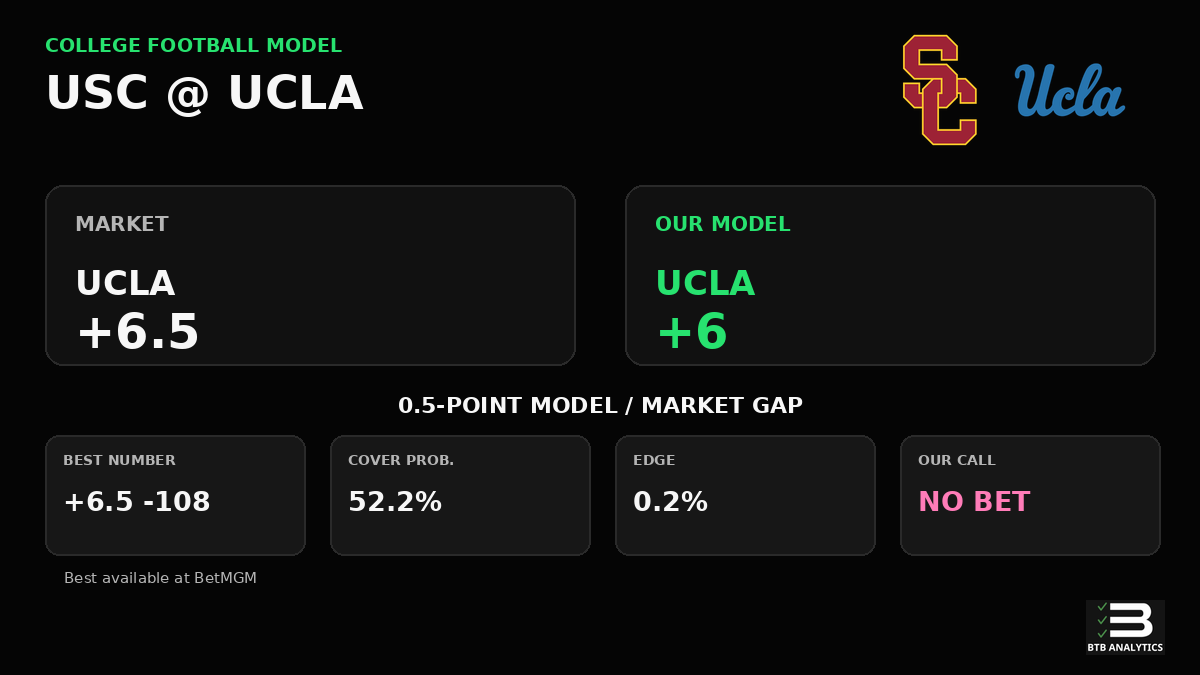 COLLEGE FOOTBALL MODEL
USC @ UCLA
SC
Ucla
MARKET
UCLA
+6.5
OUR MODEL
UCLA
+6
0.5-POINT MODEL / MARKET GAP
BEST NUMBER
+6.5 -108
COVER PROB.
52.2%
EDGE
0.2%
OUR CALL
NO BET
Best available at BetMGM
B
BTB ANALYTICS